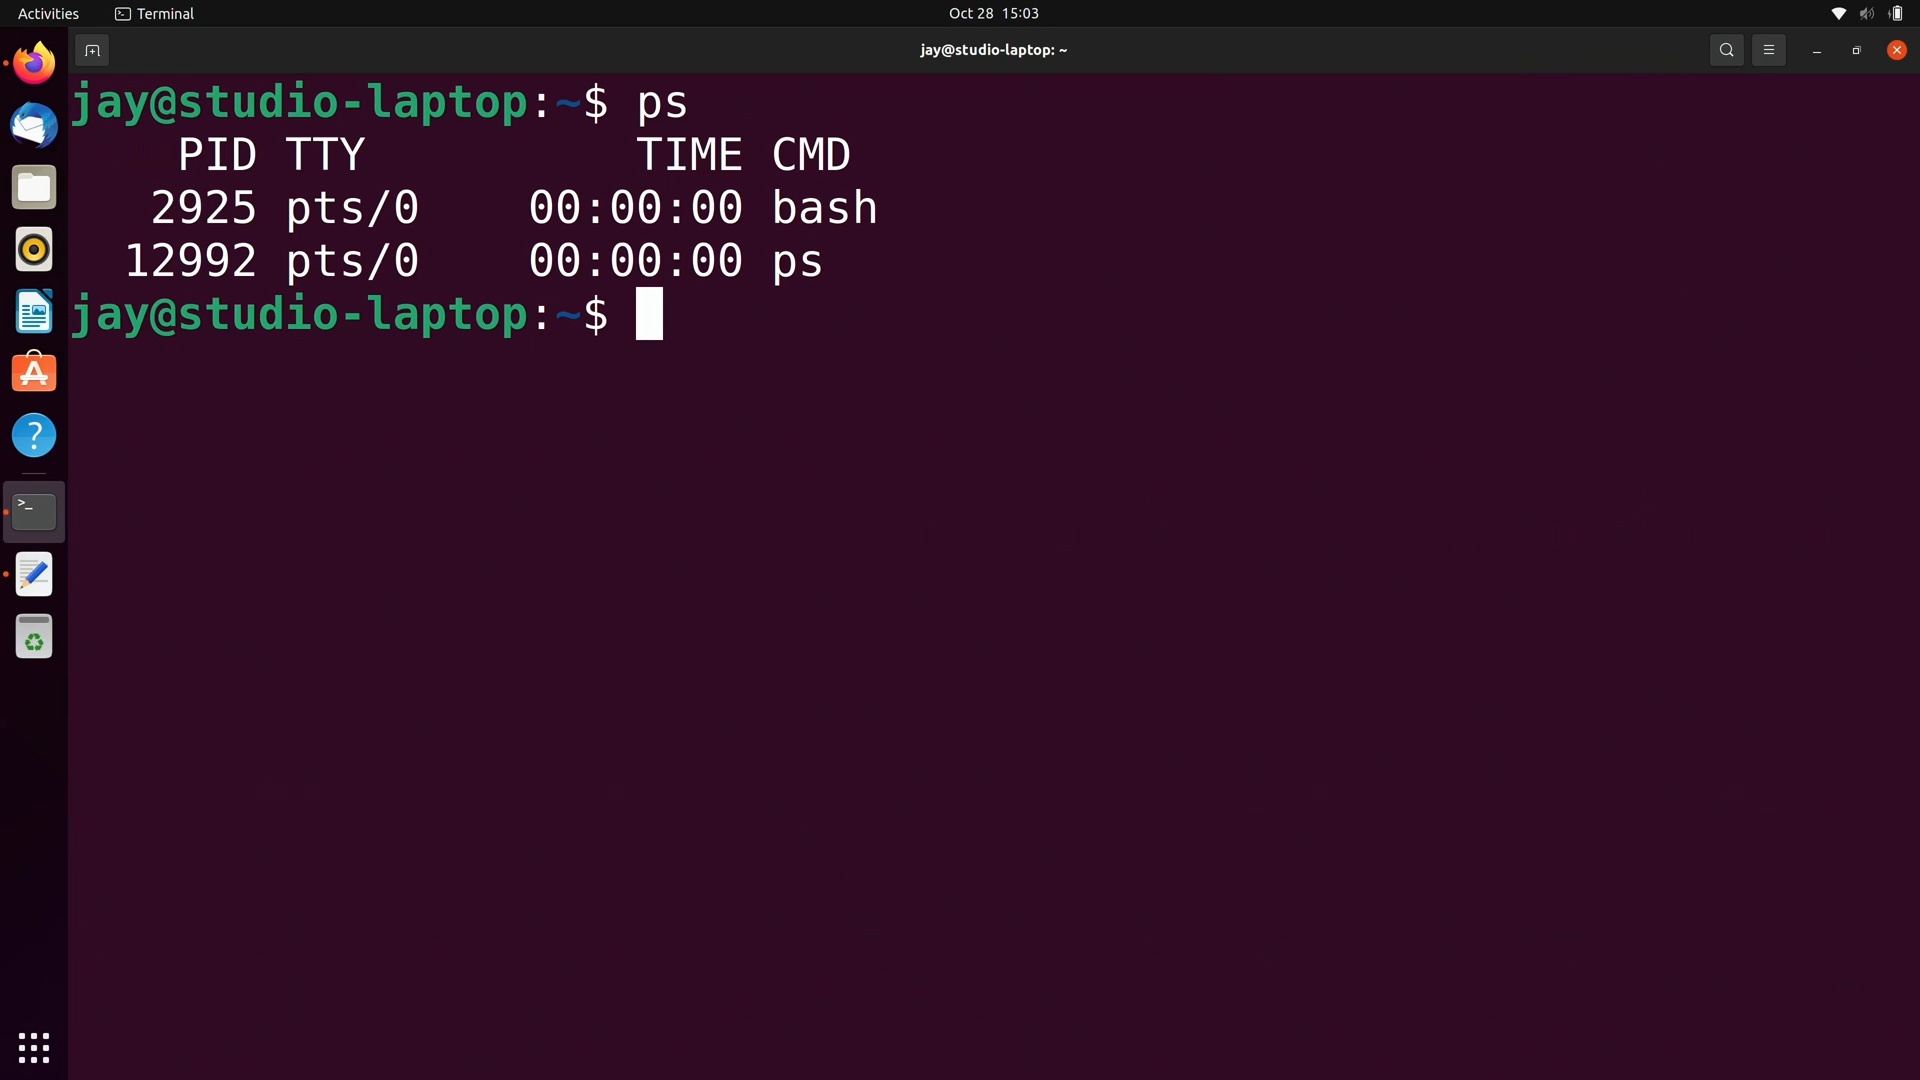 Activities Terminal Oct 28 15:03
jay@studio-laptop: ~
jay@studio-laptop:~$ ps
    PID TTY          TIME CMD
   2925 pts/0    00:00:00 bash
  12992 pts/0    00:00:00 ps
jay@studio-laptop:~$